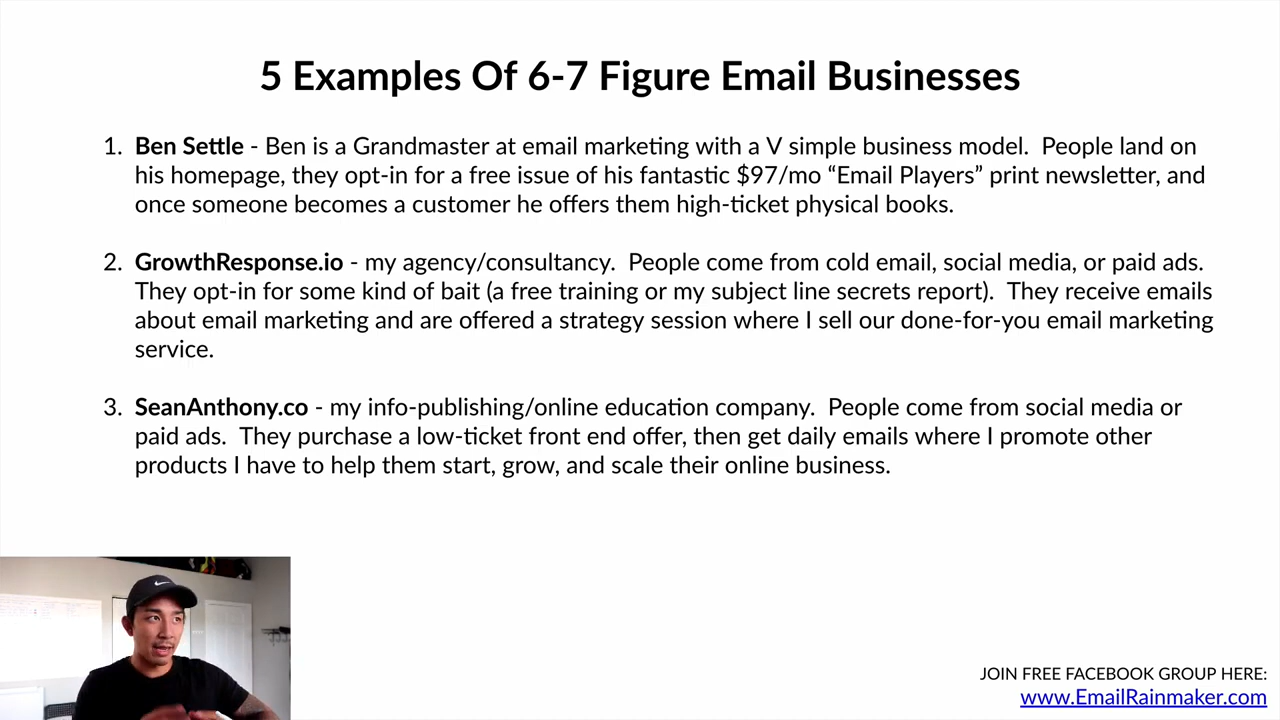 5 Examples Of 6-7 Figure Email Businesses
1. Ben Settle - Ben is a Grandmaster at email marketing with a V simple business model.  People land on
his homepage, they opt-in for a free issue of his fantastic $97/mo “Email Players” print newsletter, and
once someone becomes a customer he offers them high-ticket physical books.
2. GrowthResponse.io - my agency/consultancy.  People come from cold email, social media, or paid ads.
They opt-in for some kind of bait (a free training or my subject line secrets report).  They receive emails
about email marketing and are offered a strategy session where I sell our done-for-you email marketing
service.
3. SeanAnthony.co - my info-publishing/online education company.  People come from social media or
paid ads.  They purchase a low-ticket front end offer, then get daily emails where I promote other
products I have to help them start, grow, and scale their online business.
JOIN FREE FACEBOOK GROUP HERE:
www.EmailRainmaker.com